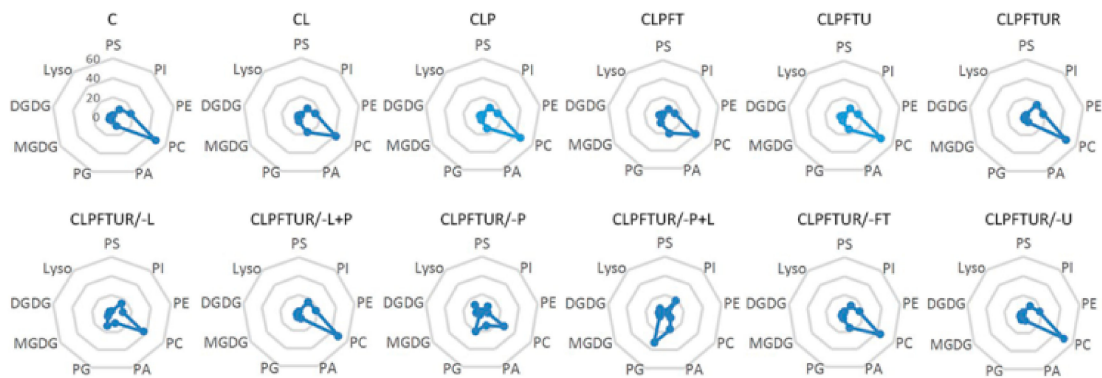 C CL CLP CLPFT CLPFTU CLPFTUR
PS PS PS PS PS PS
60
Lyso PI Lyso PI Lyso PI Lyso PI Lyso PI Lyso PI
40
DGDG 20 PE DGDG PE DGDG PE DGDG PE DGDG PE DGDG PE
0
MGDG PC MGDG PC MGDG PC MGDG PC MGDG PC MGDG PC
PG PA PG PA PG PA PG PA PG PA PG PA
CLPFTUR/-L CLPFTUR/-L+P CLPFTUR/-P CLPFTUR/-P+L CLPFTUR/-FT CLPFTUR/-U
PS PS PS PS PS PS
Lyso PI Lyso PI Lyso PI Lyso PI Lyso PI Lyso PI
DGDG PE DGDG PE DGDG PE DGDG PE DGDG PE DGDG PE
MGDG PC MGDG PC MGDG PC MGDG PC MGDG PC MGDG PC
PG PA PG PA PG PA PG PA PG PA PG PA